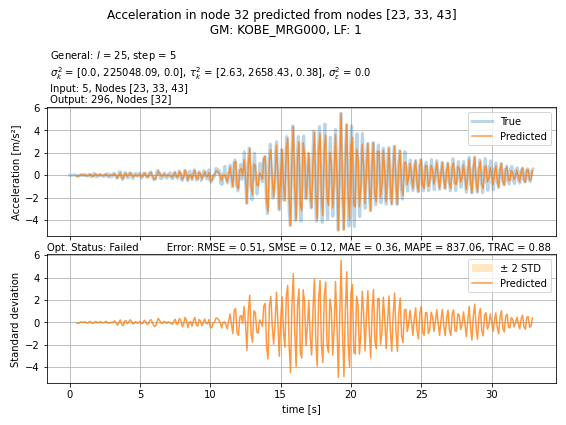 Acceleration in node 32 predicted from nodes [23, 33, 43]
GM: KOBE_MRG000, LF: 1
General: l = 25, step = 5
σ²ₖ = [0.0, 225048.09, 0.0], τ²ₖ = [2.63, 2658.43, 0.38], σ²ₑ = 0.0
Input: 5, Nodes [23, 33, 43]
Output: 296, Nodes [32]
Acceleration [m/s²]
6
4
2
0
−2
−4
True
Predicted
Opt. Status: Failed Error: RMSE = 0.51, SMSE = 0.12, MAE = 0.36, MAPE = 837.06, TRAC = 0.88
Standard deviation
6
4
2
0
−2
−4
± 2 STD
Predicted
0 5 10 15 20 25 30
time [s]